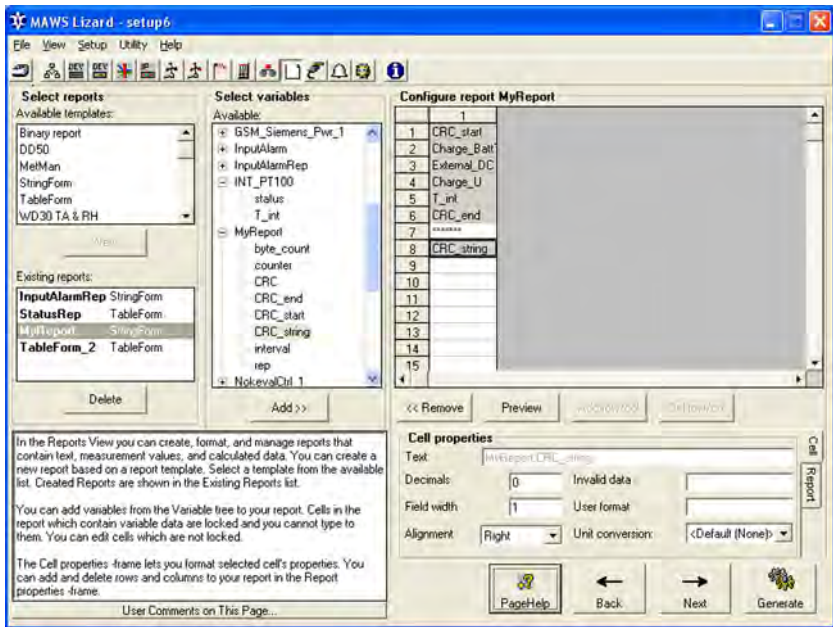 MAWS Lizard - setup6
File View Setup Utility Help
Select reports
Available templates:
Binary report
DD50
MetMan
StringForm
TableForm
WD30 TA & RH
Existing reports:
InputAlarmRep StringForm
StatusRep TableForm
MyReport StringForm
TableForm_2 TableForm
Delete
Select variables
Available:
GSM_Siemens_Pwr_1
InputAlarm
InputAlarmRep
INT_PT100
status
T_int
MyReport
byte_count
counter
CRC
CRC_end
CRC_start
CRC_string
interval
rep
NokevalCtrl_1
Add >>
Configure report MyReport
1
1 CRC_start
2 Charge_BattT
3 External_DC
4 Charge_U
5 T_int
6 CRC_end
7 *******
8 CRC_string
9
10
11
12
13
14
15
<< Remove Preview
In the Reports View you can create, format, and manage reports that
contain text, measurement values, and calculated data. You can create a
new report based on a report template. Select a template from the available
list. Created Reports are shown in the Existing Reports list.
You can add variables from the Variable tree to your report. Cells in the
report which contain variable data are locked and you cannot type to
them. You can edit cells which are not locked.
The Cell properties -frame lets you format selected cell's properties. You
can add and delete rows and columns to your report in the Report
properties -frame.
User Comments on This Page...
Cell properties
Text MyReport.CRC_string
Decimals 0 Invalid data
Field width 1 User format
Alignment Right Unit conversion: <Default (None)>
Cell
Report
PageHelp Back Next Generate